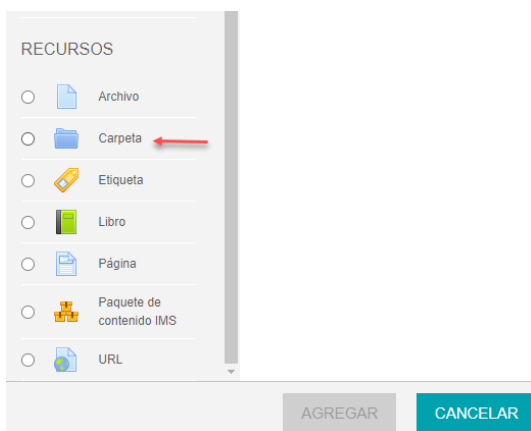 RECURSOS
Archivo
Carpeta
Etiqueta
Libro
Página
Paquete de
contenido IMS
URL
AGREGAR
CANCELAR